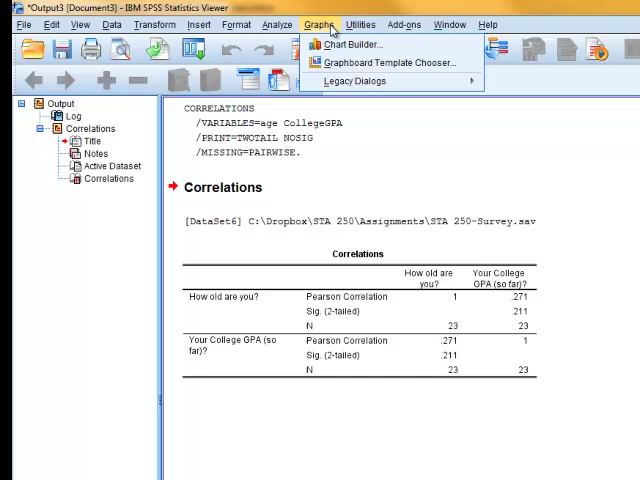 *Output3 [Document3] - IBM SPSS Statistics Viewer
File Edit View Data Transform Insert Format Analyze Graphs Utilities Add-ons Window Help
Chart Builder...
Graphboard Template Chooser...
Legacy Dialogs
Output
Log
Correlations
Title
Notes
Active Dataset
Correlations
CORRELATIONS
/VARIABLES=age CollegeGPA
/PRINT=TWOTAIL NOSIG
/MISSING=PAIRWISE.
Correlations
[DataSet6] C:\Dropbox\STA 250\Assignments\STA 250-Survey.sav
Correlations
How old are you? Your College GPA (so far)?
How old are you? Pearson Correlation 1 .271
Sig. (2-tailed) .211
N 23 23
Your College GPA (so far)? Pearson Correlation .271 1
Sig. (2-tailed) .211
N 23 23